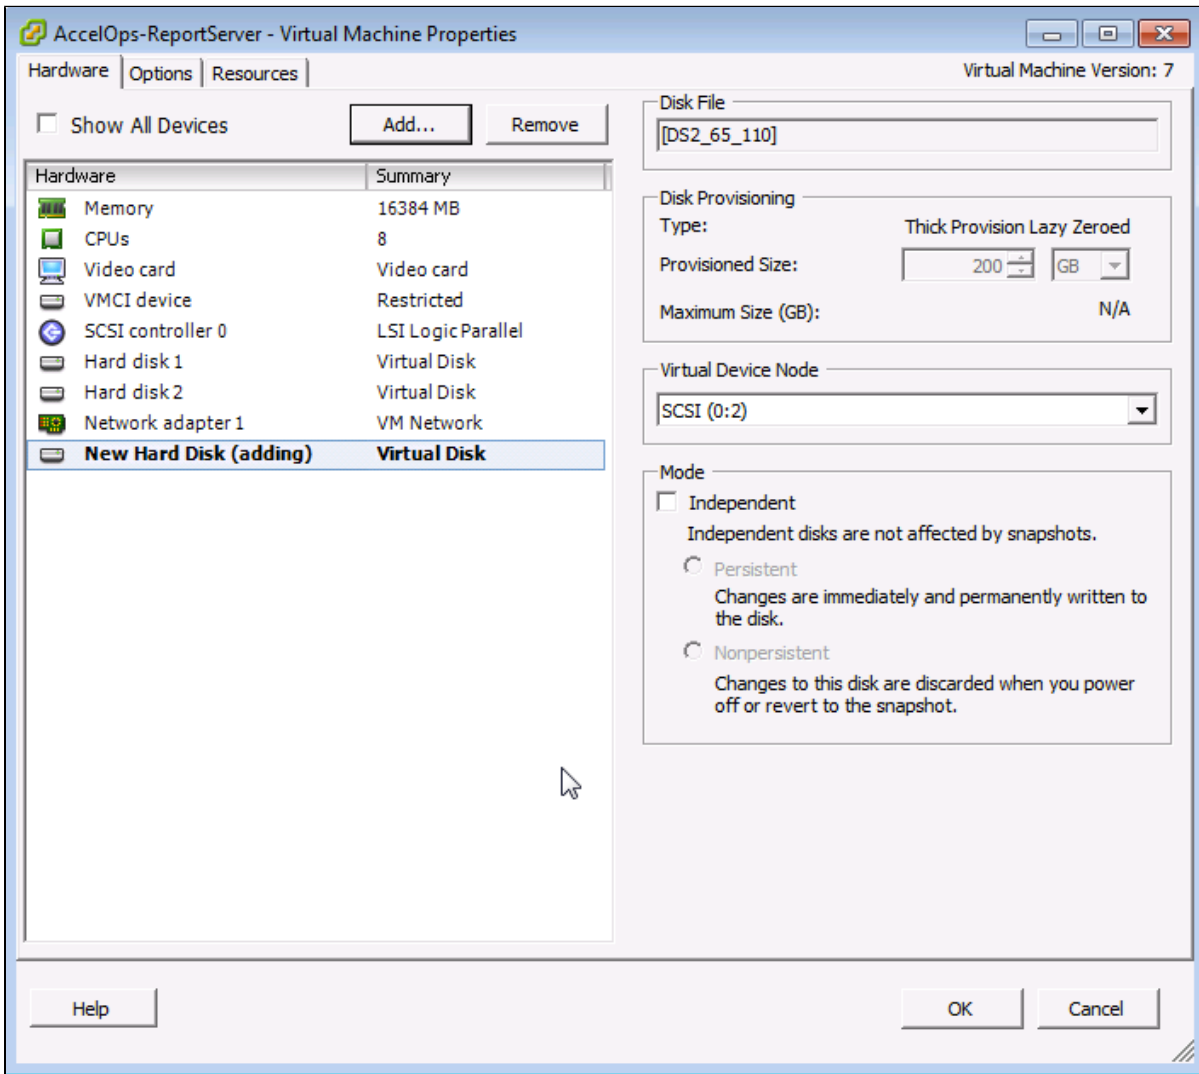 AccelOps-ReportServer - Virtual Machine Properties
Hardware Options Resources
Virtual Machine Version: 7
Show All Devices
Add...
Remove
Hardware Summary
Memory 16384 MB
CPUs 8
Video card Video card
VMCI device Restricted
SCSI controller 0 LSI Logic Parallel
Hard disk 1 Virtual Disk
Hard disk 2 Virtual Disk
Network adapter 1 VM Network
New Hard Disk (adding) Virtual Disk
Disk File
[DS2_65_110]
Disk Provisioning
Type: Thick Provision Lazy Zeroed
Provisioned Size: 200 GB
Maximum Size (GB): N/A
Virtual Device Node
SCSI (0:2)
Mode
Independent
Independent disks are not affected by snapshots.
Persistent
Changes are immediately and permanently written to
the disk.
Nonpersistent
Changes to this disk are discarded when you power
off or revert to the snapshot.
Help
OK
Cancel